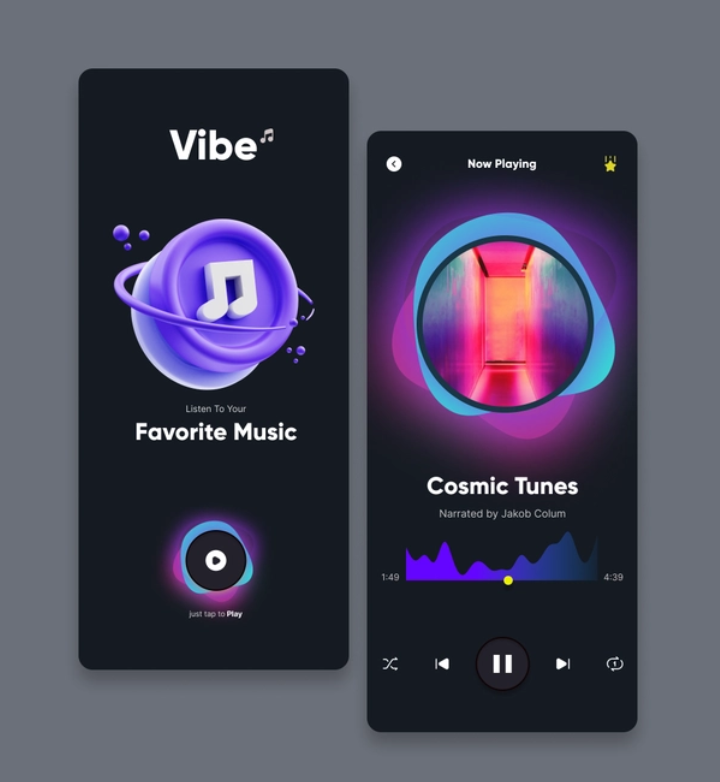 Vibe
Listen To Your
Favorite Music
just tap to Play
Now Playing
Cosmic Tunes
Narrated by Jakob Colum
1:49
4:39
1